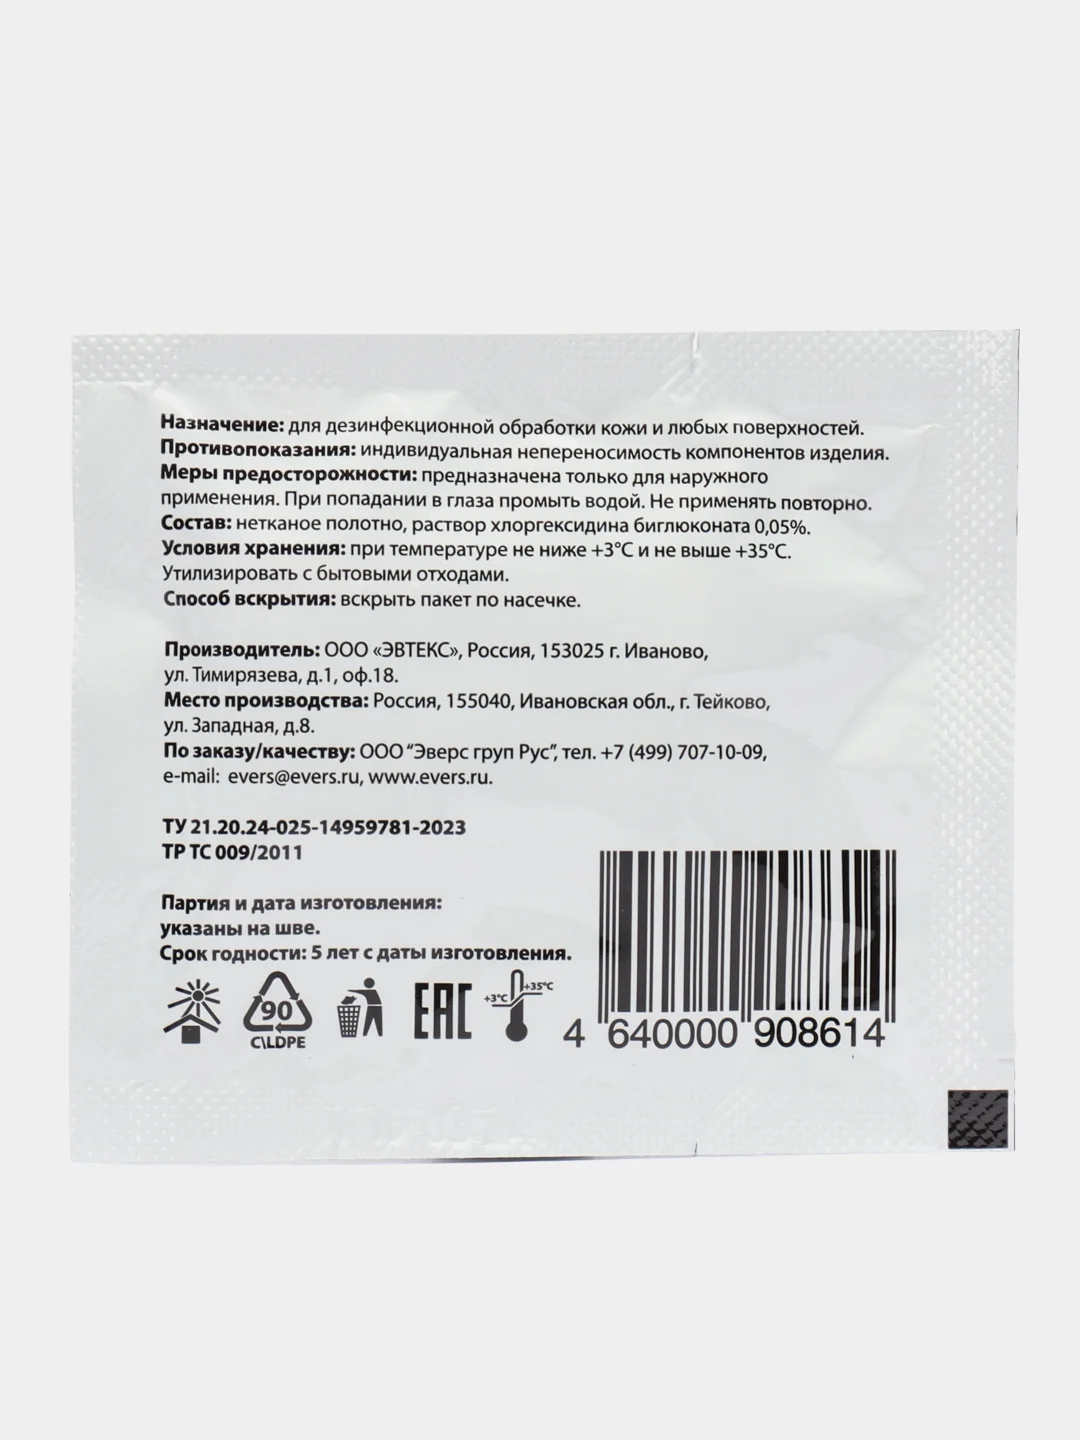 Назначение: для дезинфекционной обработки кожи и любых поверхностей.
Противопоказания: индивидуальная непереносимость компонентов изделия.
Меры предосторожности: предназначена только для наружного
применения. При попадании в глаза промыть водой. Не применять повторно.
Состав: нетканое полотно, раствор хлоргексидина биглюконата 0,05%.
Условия хранения: при температуре не ниже +3°С и не выше +35°С.
Утилизировать с бытовыми отходами.
Способ вскрытия: вскрыть пакет по насечке.
Производитель: ООО «ЭВТЕКС», Россия, 153025 г. Иваново,
ул. Тимирязева, д.1, оф.18.
Место производства: Россия, 155040, Ивановская обл., г. Тейково,
ул. Западная, д.8.
По заказу/качеству: ООО "Эверс груп Рус", тел. +7 (499) 707-10-09,
e-mail: evers@evers.ru, www.evers.ru.
ТУ 21.20.24-025-14959781-2023
ТР ТС 009/2011
Партия и дата изготовления:
указаны на шве.
Срок годности: 5 лет с даты изготовления.
90
C\LDPE
EAC
+3°C
+35°C
4 640000 908614